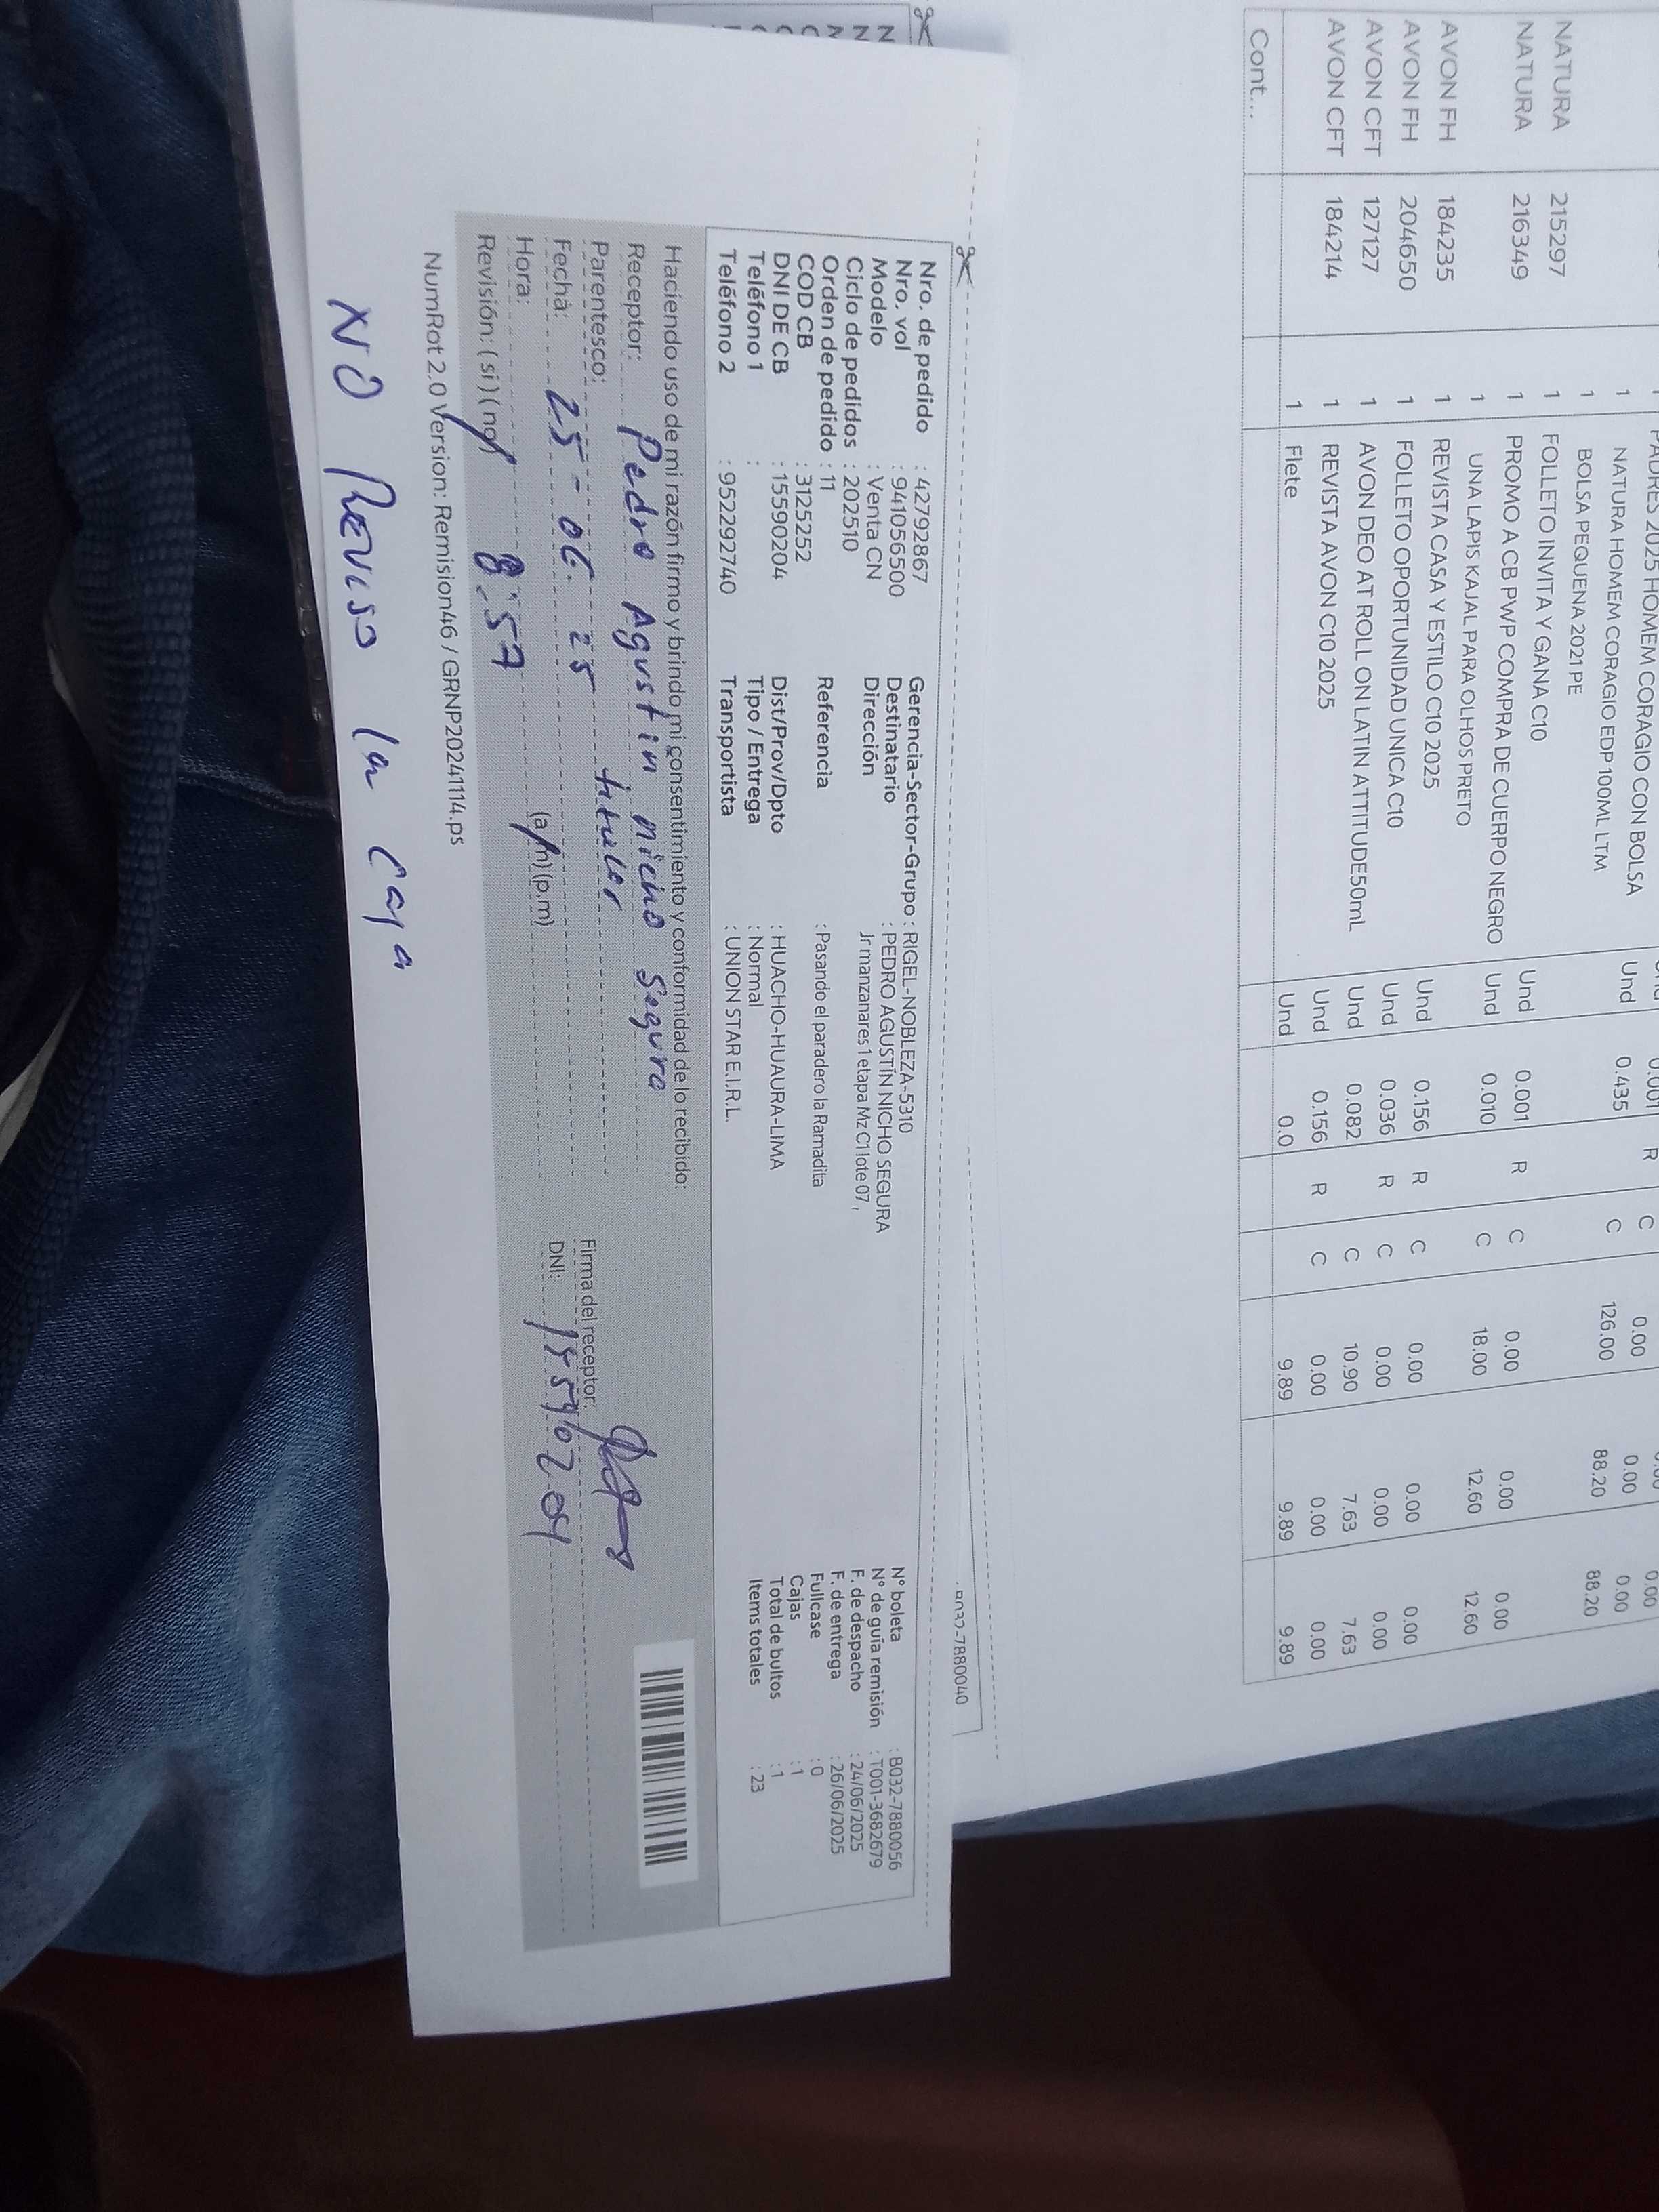 PADRES 2025 HOMEM CORAGIO CON BOLSA
1 NATURA HOMEM CORAGIO EDP 100ML LTM Und 0.435 C 126.00 88.20 88.20
1 BOLSA PEQUENA 2021 PE
NATURA 215297 1 FOLLETO INVITA Y GANA C10
NATURA 216349 1 PROMO A CB PWP COMPRA DE CUERPO NEGRO Und 0.001 R C 0.00 0.00 0.00
1 UNA LAPIS KAJAL PARA OLHOS PRETO Und 0.010 C 18.00 12.60 12.60
AVON FH 184235 1 REVISTA CASA Y ESTILO C10 2025 Und 0.156 R C 0.00 0.00 0.00
AVON FH 204650 1 FOLLETO OPORTUNIDAD UNICA C10 Und 0.036 R C 0.00 0.00 0.00
AVON CFT 127127 1 AVON DEO AT ROLL ON LATIN ATTITUDE50mL Und 0.082 C 10.90 7.63 7.63
AVON CFT 184214 1 REVISTA AVON C10 2025 Und 0.156 R C 0.00 0.00 0.00
1 Flete Und 0.0 9.89 9.89 9.89
Cont...
B032-7880040
Nro. de pedido : 42792867 Gerencia-Sector-Grupo : RIGEL-NOBLEZA-5310 N° boleta : B032-7880056
Nro. vol : 941056500 Destinatario : PEDRO AGUSTIN NICHO SEGURA N° de guía remisión : T001-3682679
Modelo : Venta CN Dirección Jr manzanares 1 etapa Mz C1 lote 07 , F. de despacho : 24/06/2025
Ciclo de pedidos : 202510 F. de entrega : 26/06/2025
Orden de pedido : 11 Referencia : Pasando el paradero la Ramadita Fullcase : 0
COD CB : 3125252 Cajas : 1
DNI DE CB : 15590204 Dist/Prov/Dpto : HUACHO-HUAURA-LIMA Total de bultos : 1
Teléfono 1 : Tipo / Entrega : Normal Items totales : 23
Teléfono 2 : 952292740 Transportista : UNION STAR E.I.R.L.
Haciendo uso de mi razón firmo y brindo mi consentimiento y conformidad de lo recibido:
Receptor: Pedro Agustin nicho Segura
Parentesco: titular Firma del receptor:
Fecha: 25-06-25 DNI: 15590204
Hora: 8:57 (a.m) (p.m)
Revisión: (si) (no)
NumRot 2.0 Version: Remision46 / GRNP20241114.ps
NO Reviso la caja